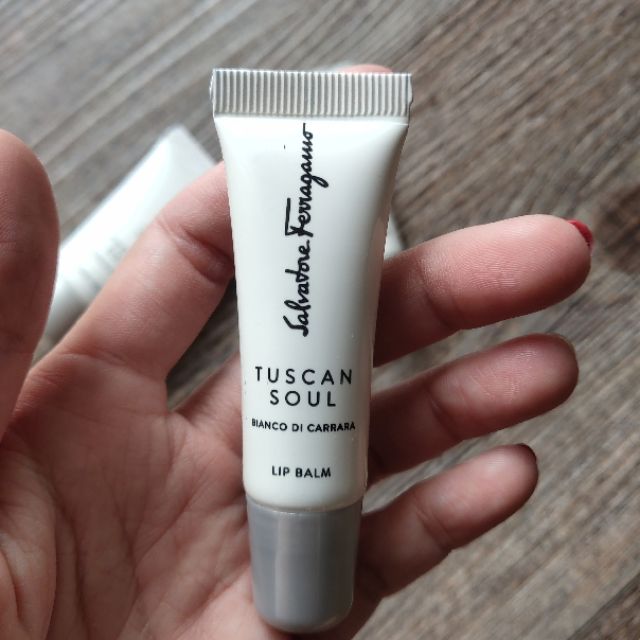 Salvatore Ferragamo
TUSCAN
SOUL
BIANCO DI CARRARA
LIP BALM